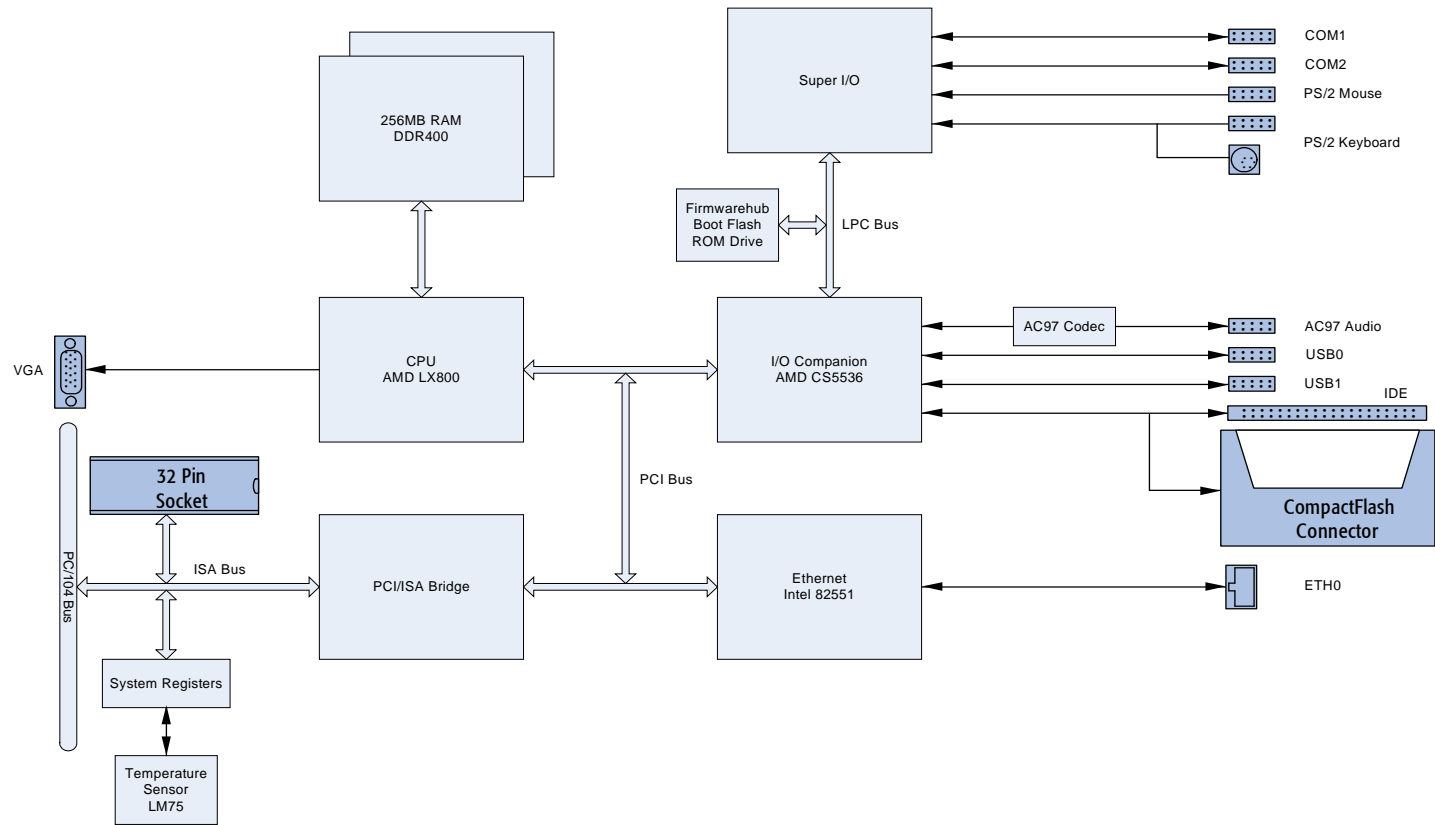 COM1
COM2
Super I/O
PS/2 Mouse
256MB RAM
DDR400
PS/2 Keyboard
Firmwarehub
Boot Flash
ROM Drive
LPC Bus
AC97 Codec
AC97 Audio
VGA
CPU
AMD LX800
I/O Companion
AMD CS5536
USB0
USB1
IDE
32 Pin
Socket
PCI Bus
CompactFlash
Connector
PC/104 Bus
ISA Bus
PCI/ISA Bridge
Ethernet
Intel 82551
ETH0
System Registers
Temperature
Sensor
LM75